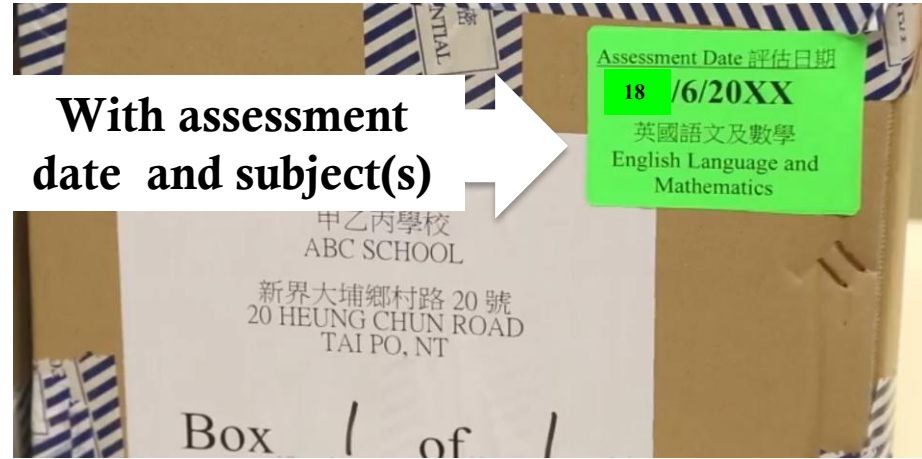 NTIAL
Assessment Date 評估日期
18 /6/20XX
英國語文及數學
English Language and
Mathematics
With assessment
date and subject(s)
甲乙丙學校
ABC SCHOOL
新界大埔鄉村路 20 號
20 HEUNG CHUN ROAD
TAI PO, NT
Box 1 of 1